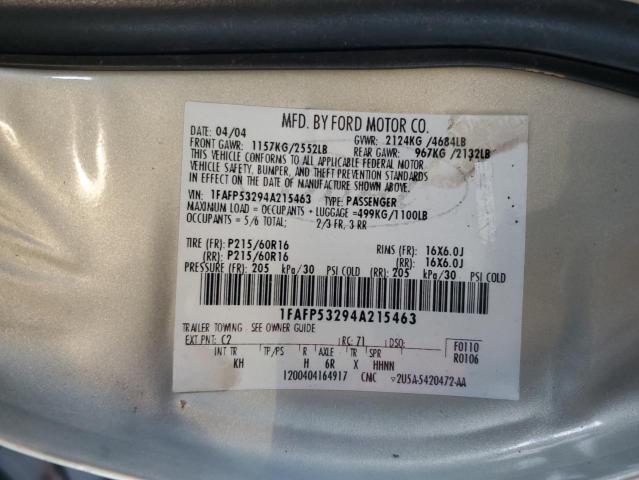 MFD. BY FORD MOTOR CO.
DATE: 04/04 GVWR: 2124KG/4684LB
FRONT GAWR: 1157KG/2552LB REAR GAWR: 967KG/2132LB
THIS VEHICLE CONFORMS TO ALL APPLICABLE FEDERAL MOTOR
VEHICLE SAFETY, BUMPER, AND THEFT PREVENTION STANDARDS
IN EFFECT ON THE DATE OF MANUFACTURE SHOWN ABOVE.
VIN: 1FAFP53294A215463 TYPE: PASSENGER
MAXIMUM LOAD = OCCUPANTS + LUGGAGE =499KG/1100LB
OCCUPANTS = 5/6 TOTAL; 2/3 FR, 3 RR
TIRE (FR): P215/60R16 RIMS (FR): 16X6.0J
(RR): P215/60R16 (RR): 16X6.0J
PRESSURE (FR): 205 kPa/30 PSI COLD (RR): 205 kPa/30 PSI COLD
1FAFP53294A215463
TRAILER TOWING - SEE OWNER GUIDE
EXT PNT: C2 RC: 71 DSO: F0110
R0106
INT TR TP/PS R AXLE TR SPR
KH H 6R X HHNN
1200404164917 CMC 2U5A-5420472-AA